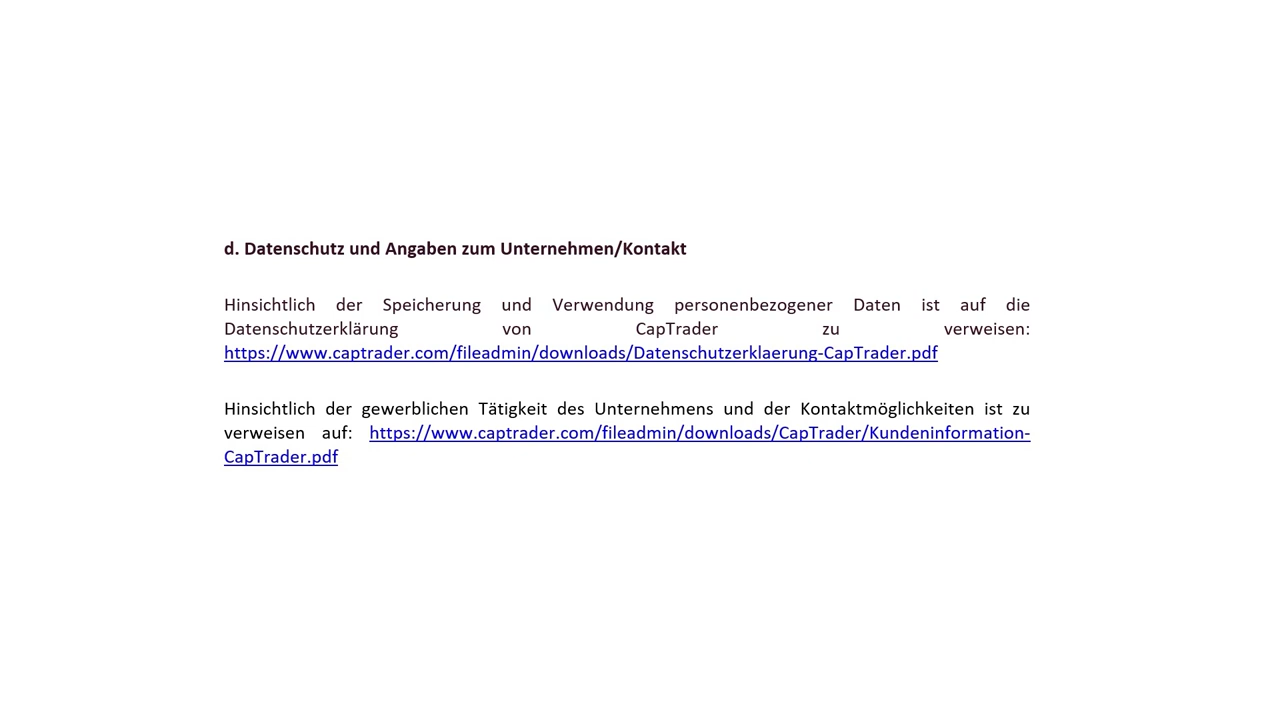 d. Datenschutz und Angaben zum Unternehmen/Kontakt
Hinsichtlich der Speicherung und Verwendung personenbezogener Daten ist auf die
Datenschutzerklärung von CapTrader zu verweisen:
https://www.captrader.com/fileadmin/downloads/Datenschutzerklaerung-CapTrader.pdf
Hinsichtlich der gewerblichen Tätigkeit des Unternehmens und der Kontaktmöglichkeiten ist zu
verweisen auf: https://www.captrader.com/fileadmin/downloads/CapTrader/Kundeninformation-
CapTrader.pdf